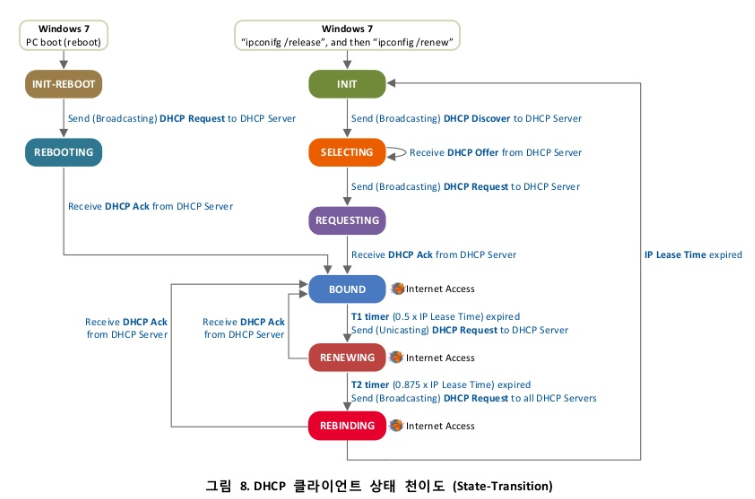 Windows 7
PC boot (reboot)
Windows 7
"ipconifg /release", and then "ipconfig /renew"
INIT-REBOOT
INIT
Send (Broadcasting) DHCP Request to DHCP Server
Send (Broadcasting) DHCP Discover to DHCP Server
REBOOTING
SELECTING
Receive DHCP Offer from DHCP Server
Send (Broadcasting) DHCP Request to DHCP Server
Receive DHCP Ack from DHCP Server
REQUESTING
Receive DHCP Ack from DHCP Server
IP Lease Time expired
BOUND
Internet Access
T1 timer (0.5 x IP Lease Time) expired
Send (Unicasting) DHCP Request to DHCP Server
Receive DHCP Ack
from DHCP Server
Receive DHCP Ack
from DHCP Server
RENEWING
Internet Access
T2 timer (0.875 x IP Lease Time) expired
Send (Broadcasting) DHCP Request to all DHCP Servers
REBINDING
Internet Access
그림 8. DHCP 클라이언트 상태 천이도 (State-Transition)